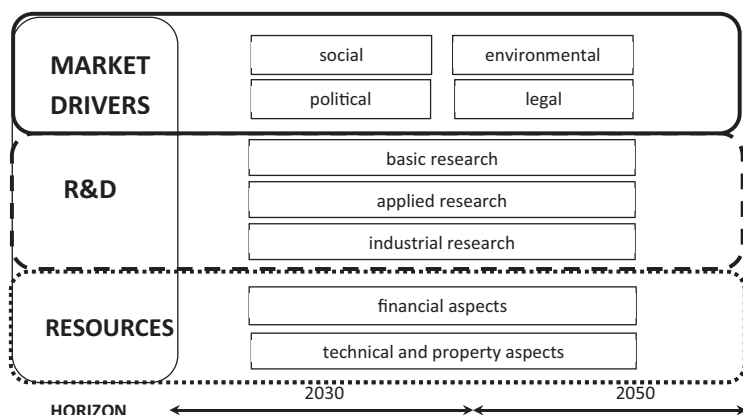 MARKET
DRIVERS
social
environmental
political
legal
R&D
basic research
applied research
industrial research
RESOURCES
financial aspects
technical and property aspects
HORIZON
2030
2050